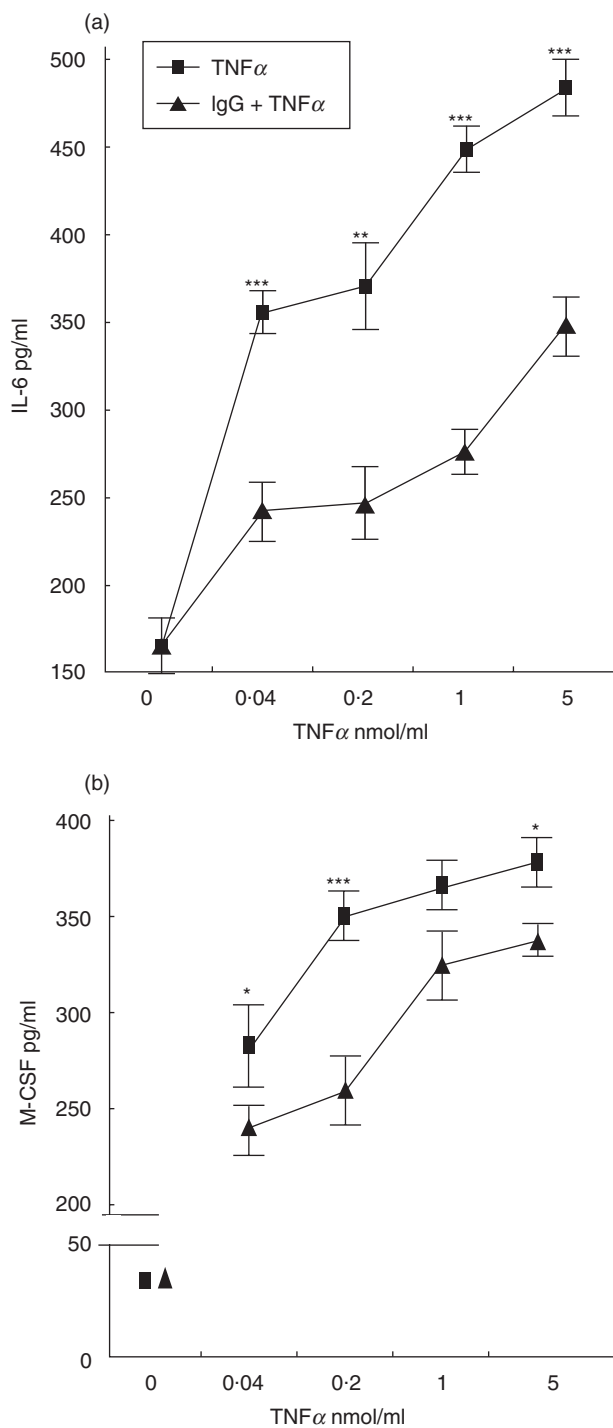 (a)
500
450
400
350
300
250
200
150
IL-6 pg/ml
TNFα
IgG + TNFα
***
**
***
***
0 0·04 0·2 1 5
TNFα nmol/ml
(b)
400
350
300
250
200
50
0
M-CSF pg/ml
*
***
*
0 0·04 0·2 1 5
TNFα nmol/ml